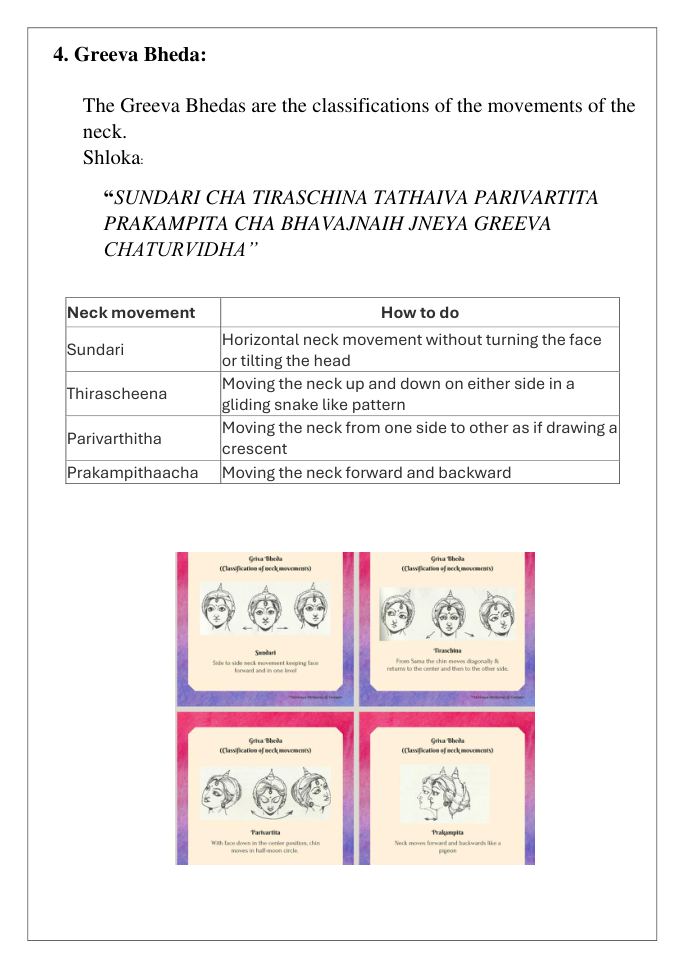 4. Greeva Bheda:
The Greeva Bhedas are the classifications of the movements of the
neck.
Shloka:
“SUNDARI CHA TIRASCHINA TATHAIVA PARIVARTITA
PRAKAMPITA CHA BHAVAJNAIH JNEYA GREEVA
CHATURVIDHA”
Neck movement How to do
Sundari Horizontal neck movement without turning the face
or tilting the head
Thirascheena Moving the neck up and down on either side in a
gliding snake like pattern
Parivarthitha Moving the neck from one side to other as if drawing a
crescent
Prakampithaacha Moving the neck forward and backward
Griva Bheda
(Classification of neck movements)
Sundari
Side to side neck movement keeping face
forward and in one level
Griva Bheda
(Classification of neck movements)
Tiraschina
From Sama the chin moves diagonally &
returns to the center and then to the other side.
Griva Bheda
(Classification of neck movements)
Parivartita
With face down in the center position, chin
moves in half-moon circle.
Griva Bheda
(Classification of neck movements)
Prakampita
Neck moves forward and backwards like a
pigeon